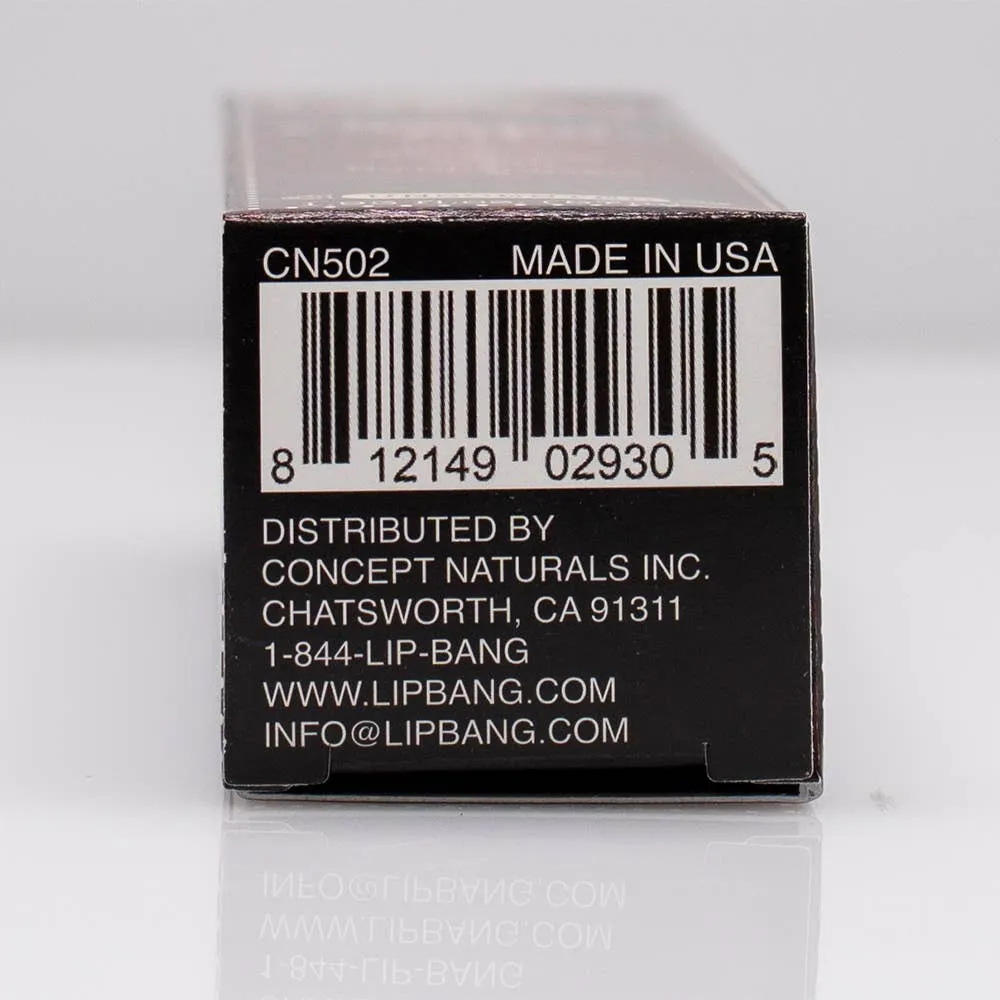 CN502 MADE IN USA
8 12149 02930 5
DISTRIBUTED BY
CONCEPT NATURALS INC.
CHATSWORTH, CA 91311
1-844-LIP-BANG
WWW.LIPBANG.COM
INFO@LIPBANG.COM